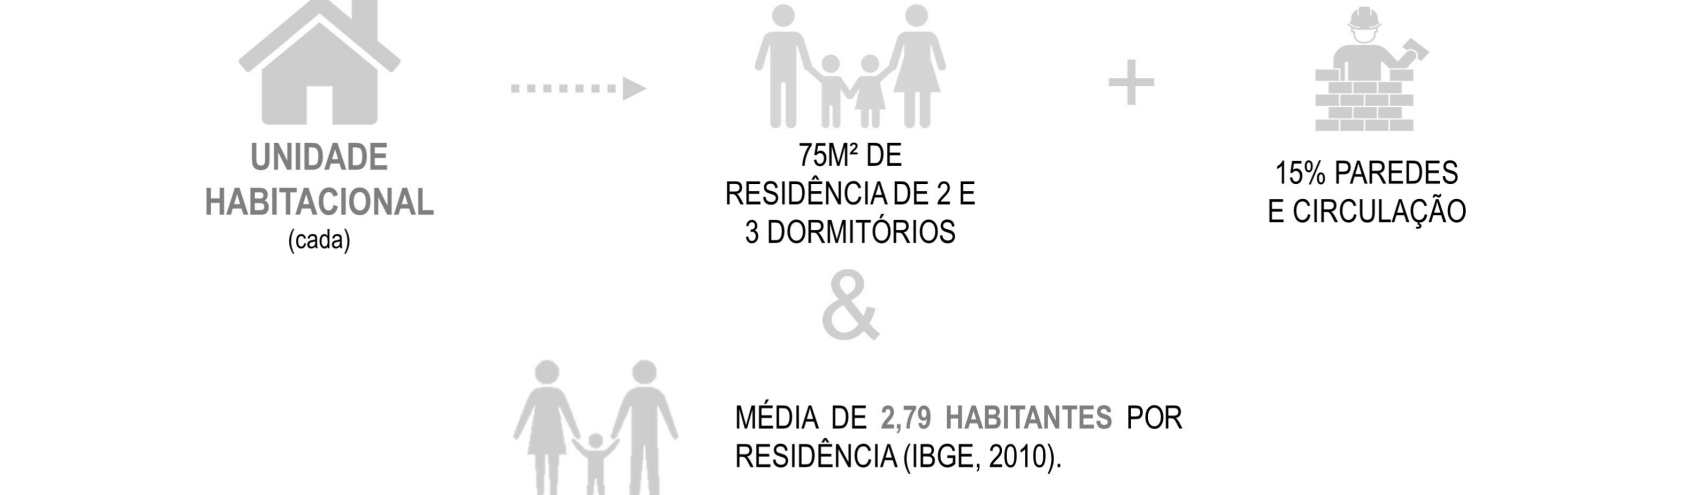 UNIDADE
HABITACIONAL
(cada)
75M² DE
RESIDÊNCIA DE 2 E
3 DORMITÓRIOS
+
15% PAREDES
E CIRCULAÇÃO
&
MÉDIA DE 2,79 HABITANTES POR
RESIDÊNCIA (IBGE, 2010).